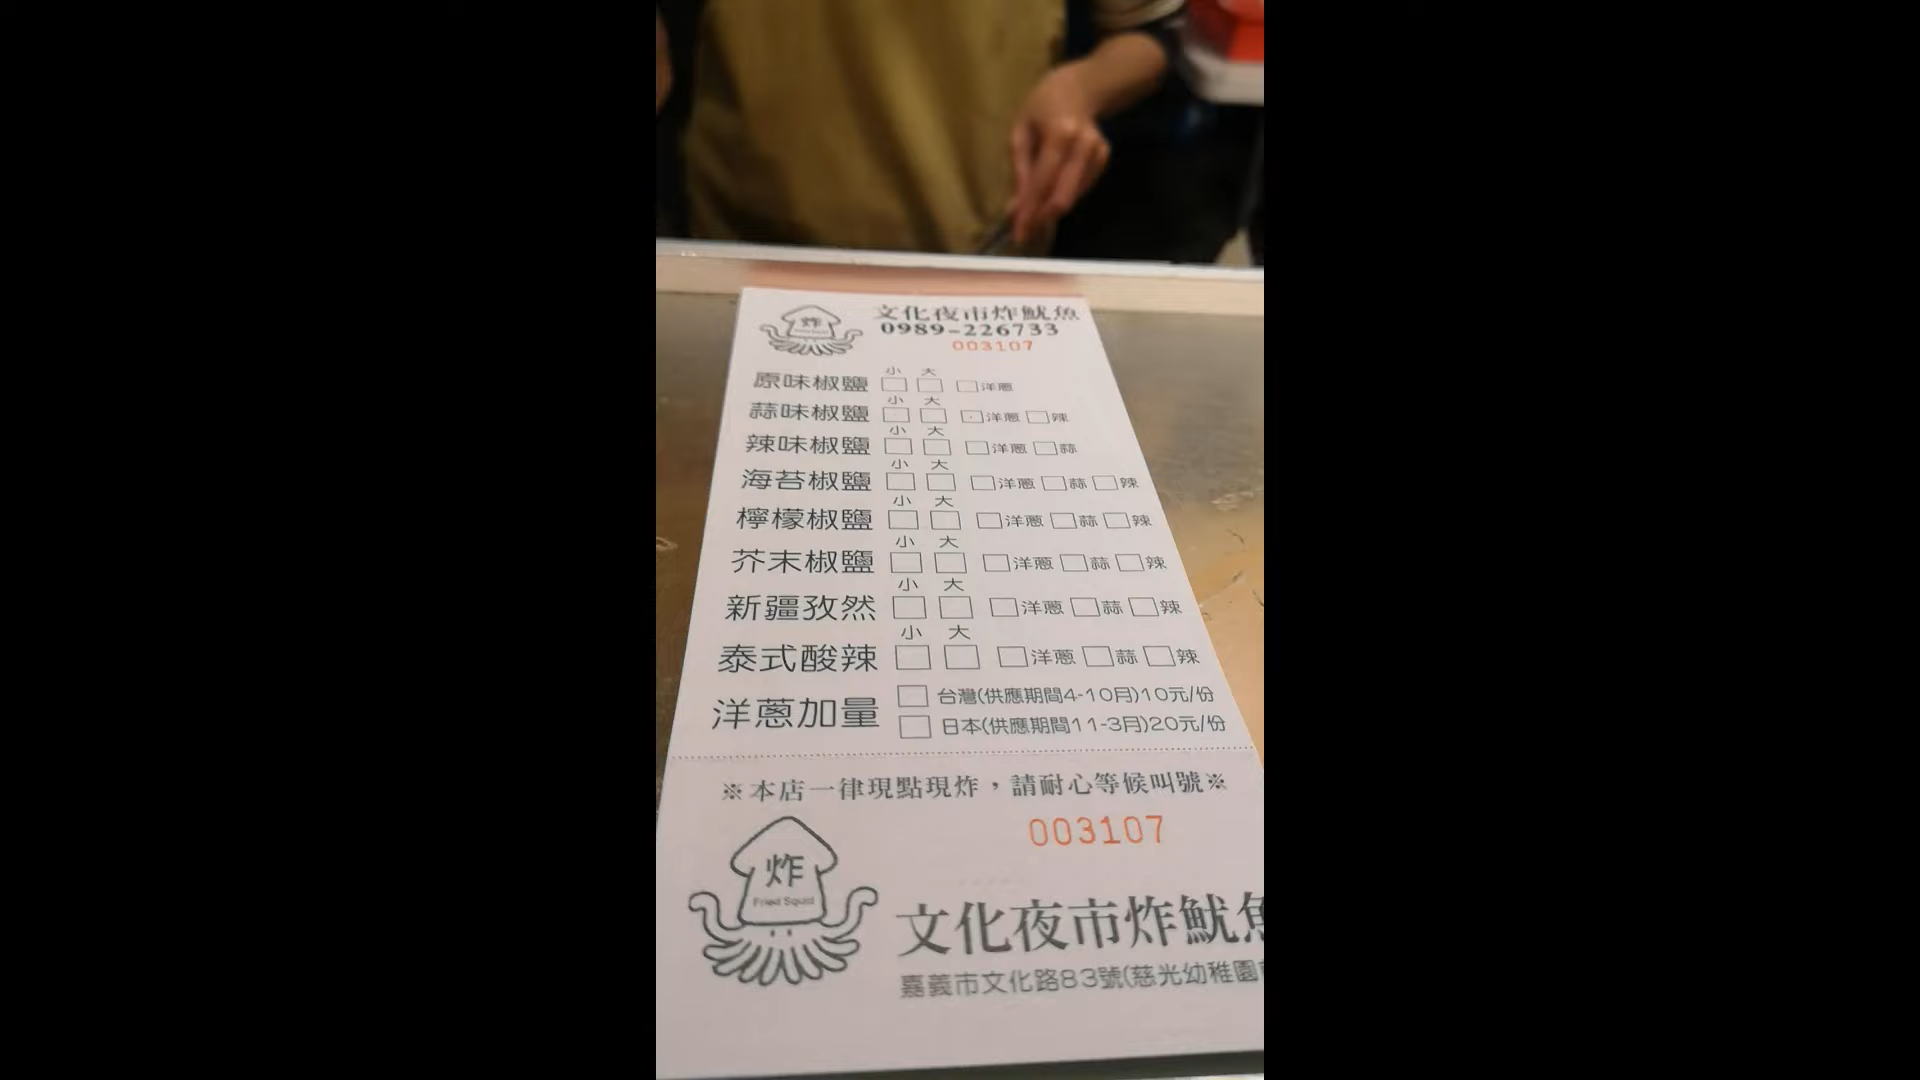 炸
文化夜市炸魷魚
0989-226733
003107
小 大
原味椒鹽 洋蔥
小 大
蒜味椒鹽 洋蔥 辣
小 大
辣味椒鹽 洋蔥 蒜
小 大
海苔椒鹽 洋蔥 蒜 辣
小 大
檸檬椒鹽 洋蔥 蒜 辣
小 大
芥末椒鹽 洋蔥 蒜 辣
小 大
新疆孜然 洋蔥 蒜 辣
小 大
泰式酸辣 洋蔥 蒜 辣
洋蔥加量 台灣(供應期間4-10月)10元/份
日本(供應期間11-3月)20元/份
※本店一律現點現炸，請耐心等候叫號※
003107
炸
Fried Squid
文化夜市炸魷魚
嘉義市文化路83號(慈光幼稚園